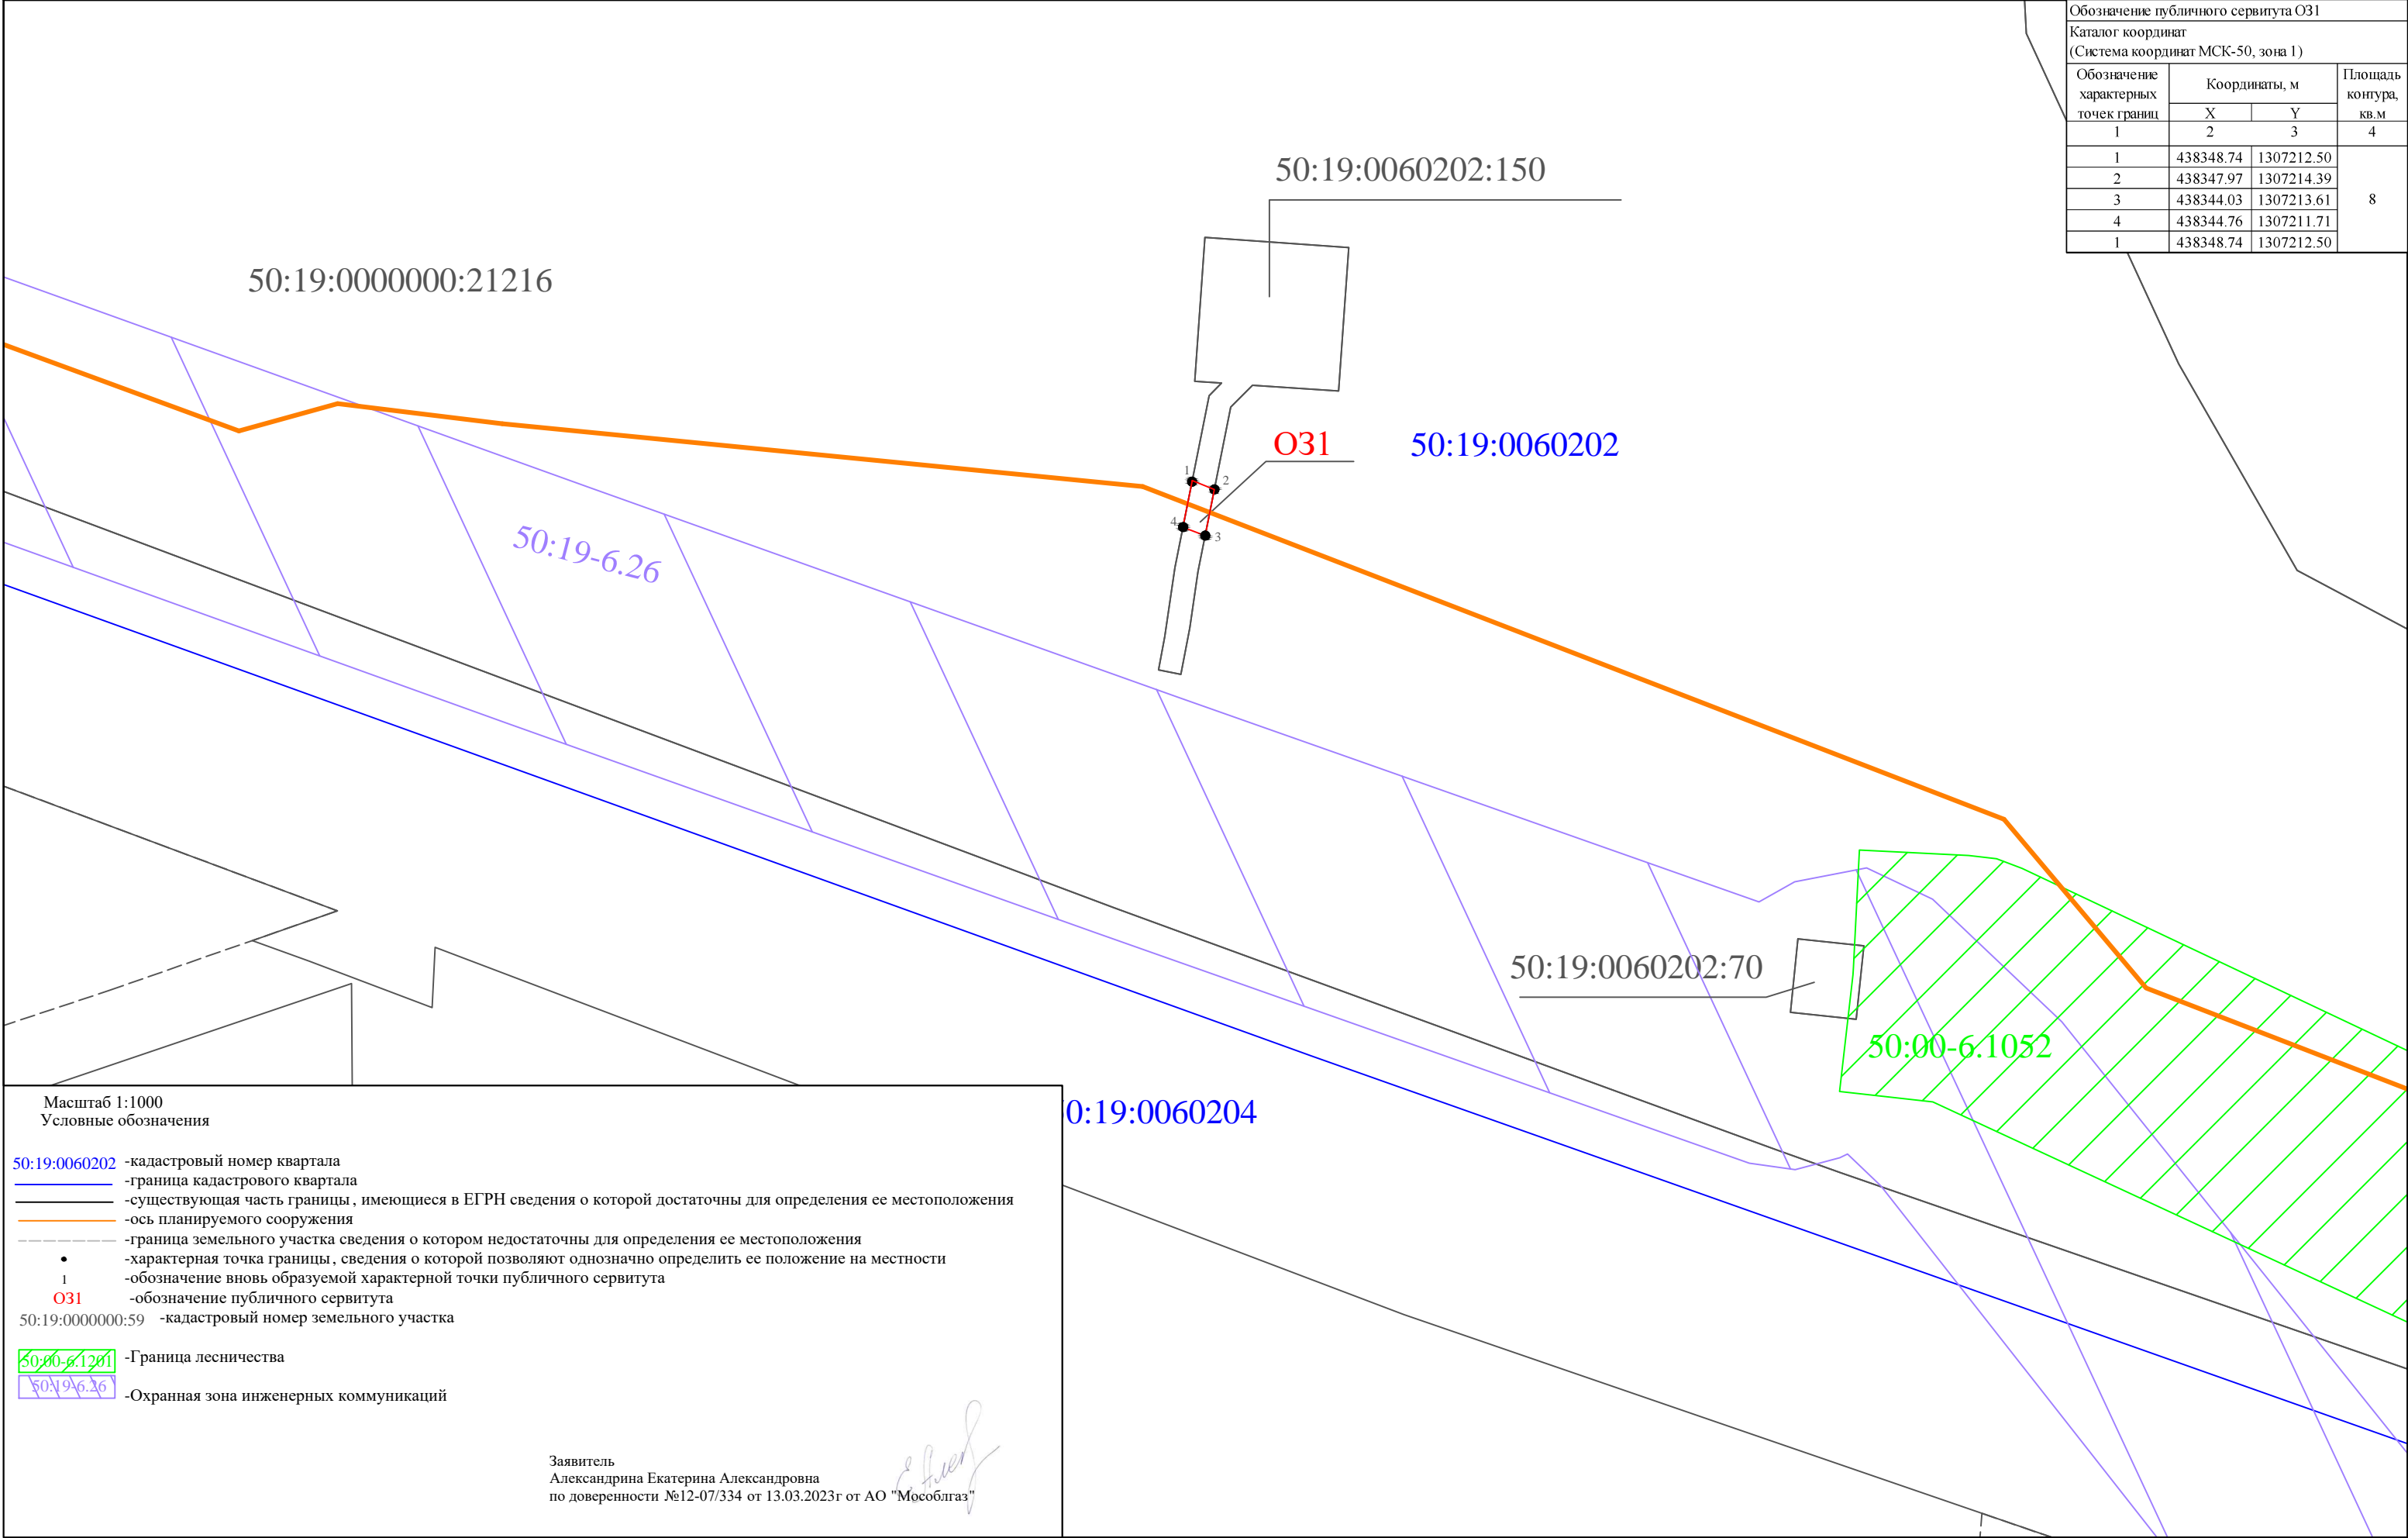 Обозначение публичного сервитута ОЗ1
Каталог координат
(Система координат МСК-50, зона 1)
Обозначение характерных точек границ | Координаты, м | Площадь контура, кв.м
X | Y
1 | 2 | 3 | 4
1 | 438348.74 | 1307212.50 | 8
2 | 438347.97 | 1307214.39
3 | 438344.03 | 1307213.61
4 | 438344.76 | 1307211.71
1 | 438348.74 | 1307212.50
50:19:0060202:150
50:19:0000000:21216
ОЗ1
50:19:0060202
1
2
4
3
50:19-6.26
50:19:0060202:70
50:00-6.1052
0:19:0060204
Масштаб 1:1000
Условные обозначения
50:19:0060202 -кадастровый номер квартала
-граница кадастрового квартала
-существующая часть границы, имеющиеся в ЕГРН сведения о которой достаточны для определения ее местоположения
-ось планируемого сооружения
-граница земельного участка сведения о котором недостаточны для определения ее местоположения
-характерная точка границы, сведения о которой позволяют однозначно определить ее положение на местности
1 -обозначение вновь образуемой характерной точки публичного сервитута
ОЗ1 -обозначение публичного сервитута
50:19:0000000:59 -кадастровый номер земельного участка
50:00-6.1201 -Граница лесничества
50:19-6.26 -Охранная зона инженерных коммуникаций
Заявитель
Александрина Екатерина Александровна
по доверенности №12-07/334 от 13.03.2023г от АО "Мособлгаз"